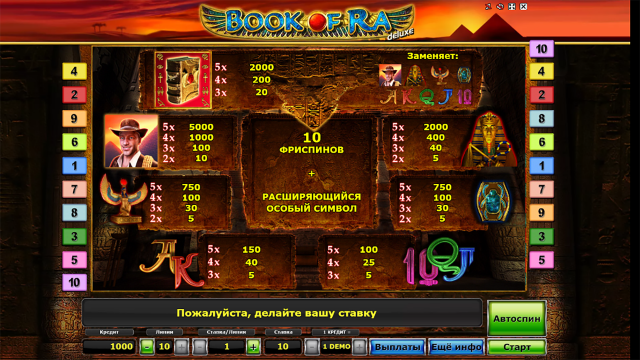 BOOK OF RA
deluxe
Заменяет:
A K Q J 10
5x 2000
4x 200
3x 20
5x 5000
4x 1000
3x 100
2x 10
10
ФРИСПИНОВ
+
РАСШИРЯЮЩИЙСЯ
ОСОБЫЙ СИМВОЛ
5x 2000
4x 400
3x 40
2x 5
5x 750
4x 100
3x 30
2x 5
5x 750
4x 100
3x 30
2x 5
A K
5x 150
4x 40
3x 5
5x 100
4x 25
3x 5
10 Q J
4
2
9
6
1
7
8
3
5
10
10
4
2
8
6
1
7
9
3
5
Пожалуйста, делайте вашу ставку
Автоспин
Кредит Линии Ставка/Линии Ставка 1 КРЕДИТ =
1000 - 10 1 + 10 1 DEMO +
Выплаты Ещё инфо Старт